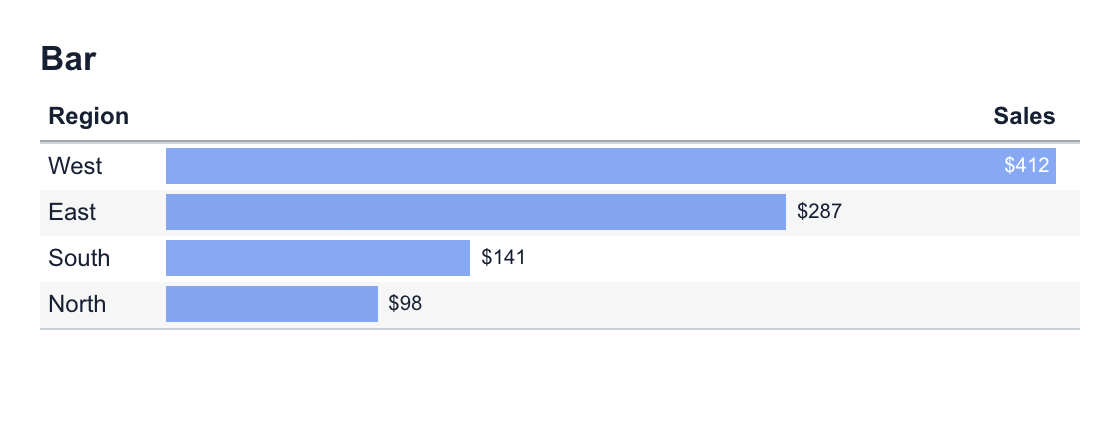 Bar
Region Sales
West $412
East $287
South $141
North $98